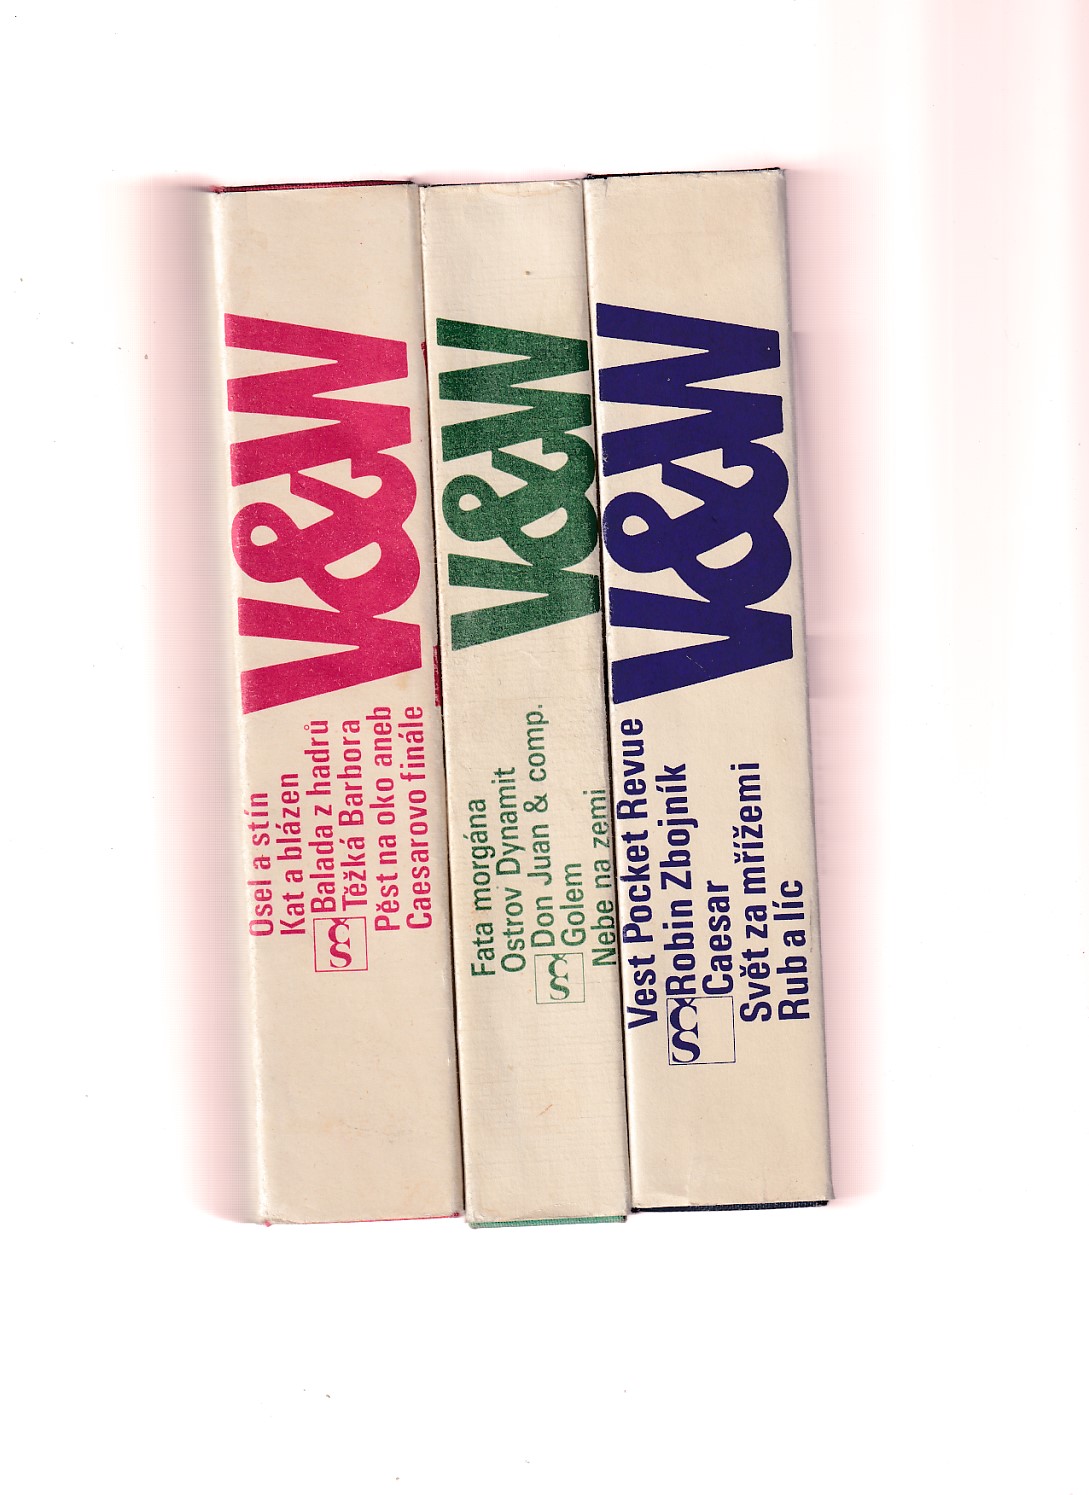 V&W
Osel a stín
Kat a blázen
Balada z hadrů
Těžká Barbora
Pěst na oko aneb
Caesarovo finále
V&W
Fata morgána
Ostrov Dynamit
Don Juan & comp.
Golem
Nebe na zemi
V&W
Vest Pocket Revue
Robin Zbojník
Caesar
Svět za mřížemi
Rub a líc